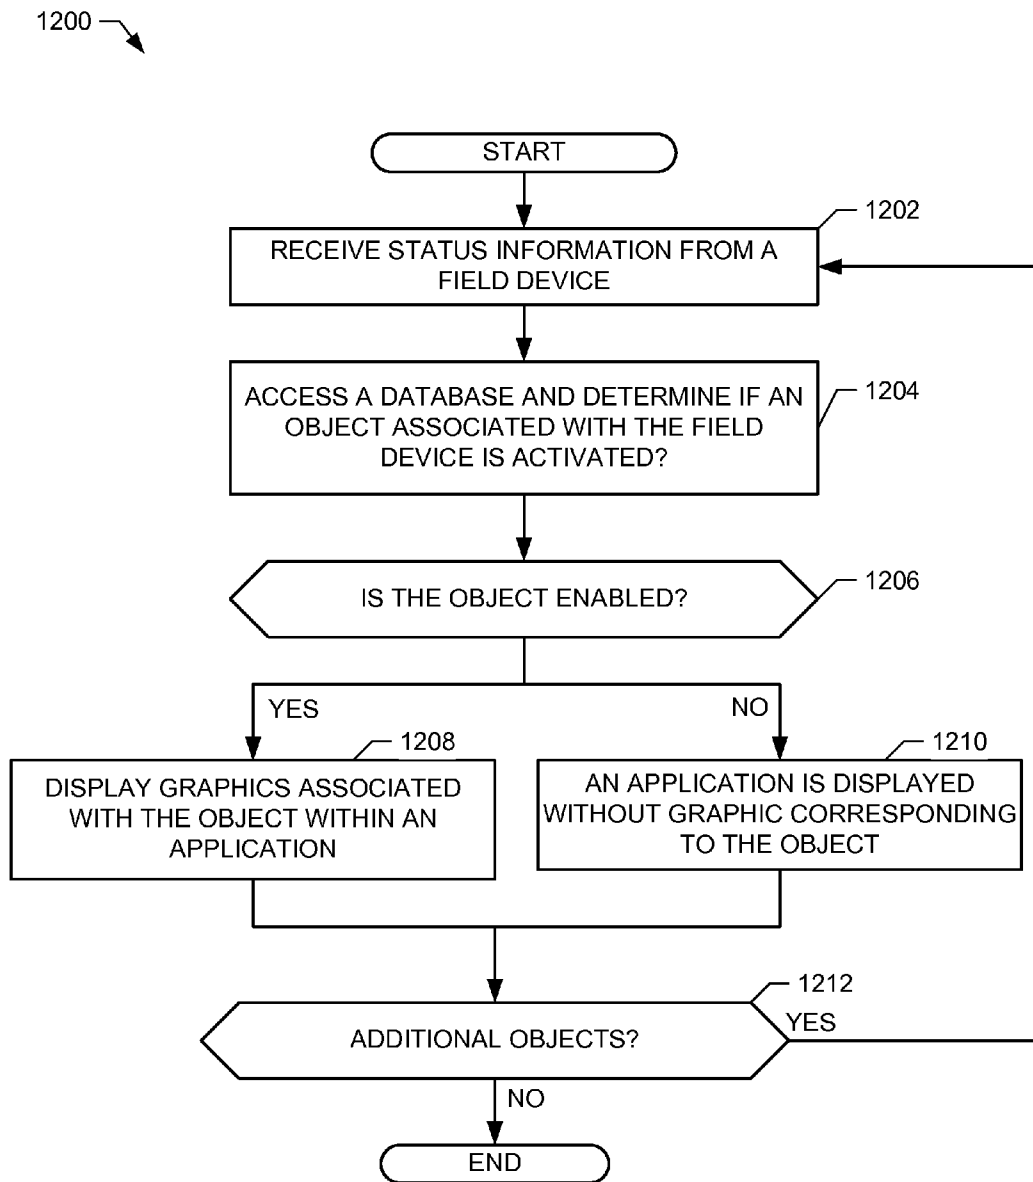 1200
START
1202
RECEIVE STATUS INFORMATION FROM A
FIELD DEVICE
ACCESS A DATABASE AND DETERMINE IF AN
OBJECT ASSOCIATED WITH THE FIELD
DEVICE IS ACTIVATED?
1204
IS THE OBJECT ENABLED?
1206
YES
NO
1208
DISPLAY GRAPHICS ASSOCIATED
WITH THE OBJECT WITHIN AN
APPLICATION
1210
AN APPLICATION IS DISPLAYED
WITHOUT GRAPHIC CORRESPONDING
TO THE OBJECT
1212
ADDITIONAL OBJECTS?
YES
NO
END